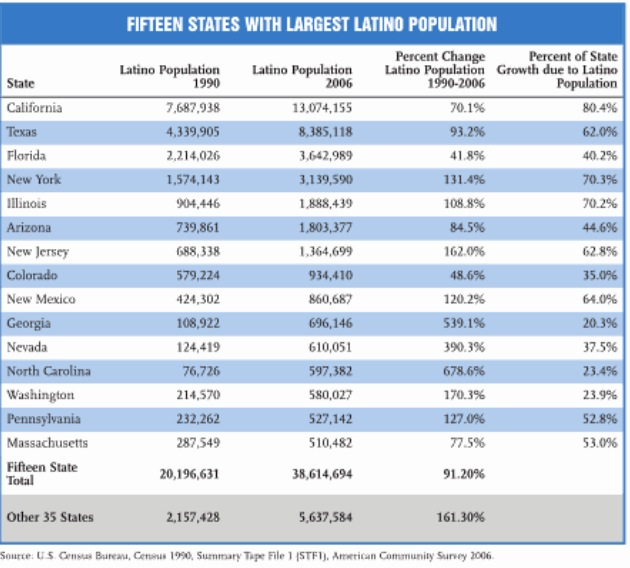 FIFTEEN STATES WITH LARGEST LATINO POPULATION
State Latino Population 1990 Latino Population 2006 Percent Change Latino Population 1990-2006 Percent of State Growth due to Latino Population
California 7,687,938 13,074,155 70.1% 80.4%
Texas 4,339,905 8,385,118 93.2% 62.0%
Florida 2,214,026 3,642,989 41.8% 40.2%
New York 1,574,143 3,139,590 131.4% 70.3%
Illinois 904,446 1,888,439 108.8% 70.2%
Arizona 739,861 1,803,377 84.5% 44.6%
New Jersey 688,338 1,364,699 162.0% 62.8%
Colorado 579,224 934,410 48.6% 35.0%
New Mexico 424,302 860,687 120.2% 64.0%
Georgia 108,922 696,146 539.1% 20.3%
Nevada 124,419 610,051 390.3% 37.5%
North Carolina 76,726 597,382 678.6% 23.4%
Washington 214,570 580,027 170.3% 23.9%
Pennsylvania 232,262 527,142 127.0% 52.8%
Massachusetts 287,549 510,482 77.5% 53.0%
Fifteen State Total 20,196,631 38,614,694 91.20%
Other 35 States 2,157,428 5,637,584 161.30%
Source: U.S. Census Bureau, Census 1990, Summary Tape File 1 (STF1), American Community Survey 2006.